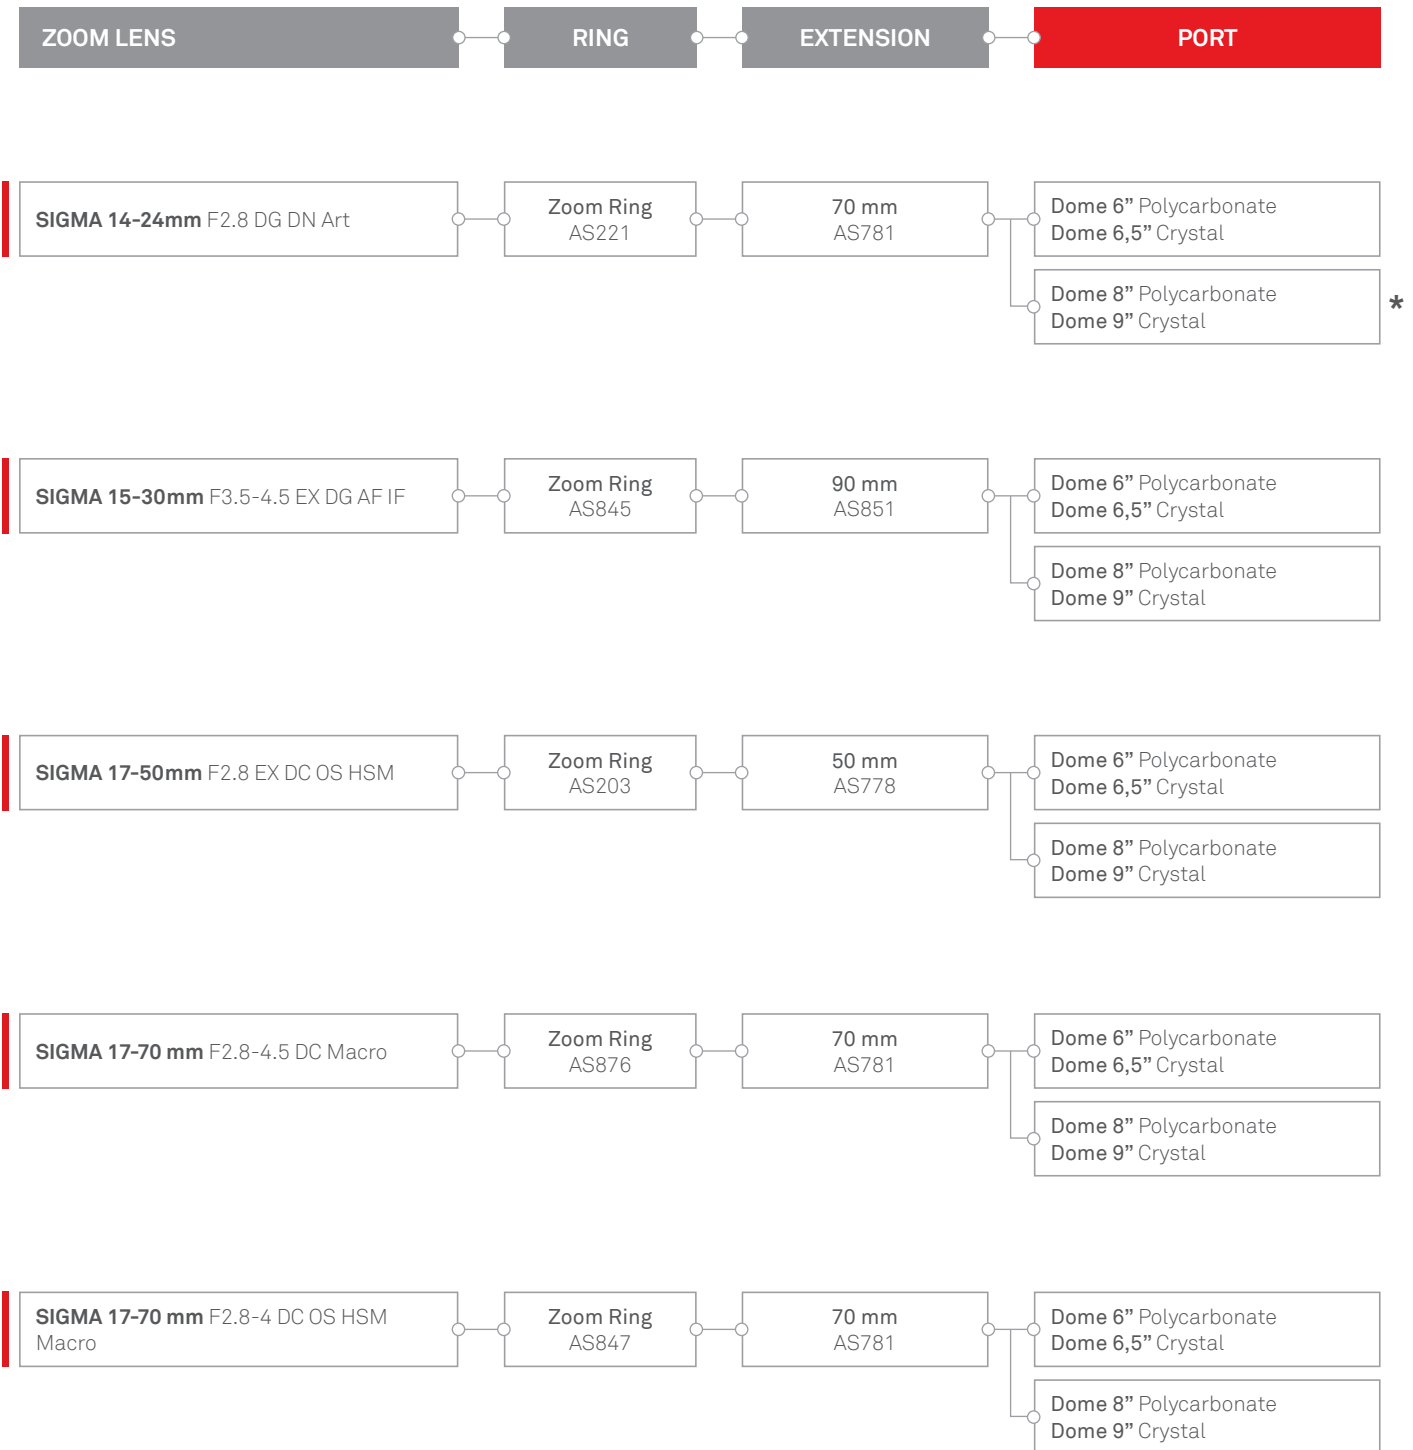 ZOOM LENS
RING
EXTENSION
PORT
SIGMA 14-24mm F2.8 DG DN Art
Zoom Ring
AS221
70 mm
AS781
Dome 6” Polycarbonate
Dome 6,5” Crystal
Dome 8” Polycarbonate
Dome 9” Crystal
*
SIGMA 15-30mm F3.5-4.5 EX DG AF IF
Zoom Ring
AS845
90 mm
AS851
Dome 6” Polycarbonate
Dome 6,5” Crystal
Dome 8” Polycarbonate
Dome 9” Crystal
SIGMA 17-50mm F2.8 EX DC OS HSM
Zoom Ring
AS203
50 mm
AS778
Dome 6” Polycarbonate
Dome 6,5” Crystal
Dome 8” Polycarbonate
Dome 9” Crystal
SIGMA 17-70 mm F2.8-4.5 DC Macro
Zoom Ring
AS876
70 mm
AS781
Dome 6” Polycarbonate
Dome 6,5” Crystal
Dome 8” Polycarbonate
Dome 9” Crystal
SIGMA 17-70 mm F2.8-4 DC OS HSM
Macro
Zoom Ring
AS847
70 mm
AS781
Dome 6” Polycarbonate
Dome 6,5” Crystal
Dome 8” Polycarbonate
Dome 9” Crystal